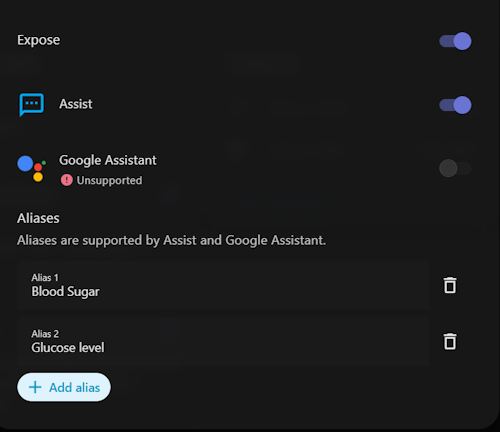 Expose
Assist
Google Assistant
Unsupported
Aliases
Aliases are supported by Assist and Google Assistant.
Alias 1
Blood Sugar
Alias 2
Glucose level
Add alias